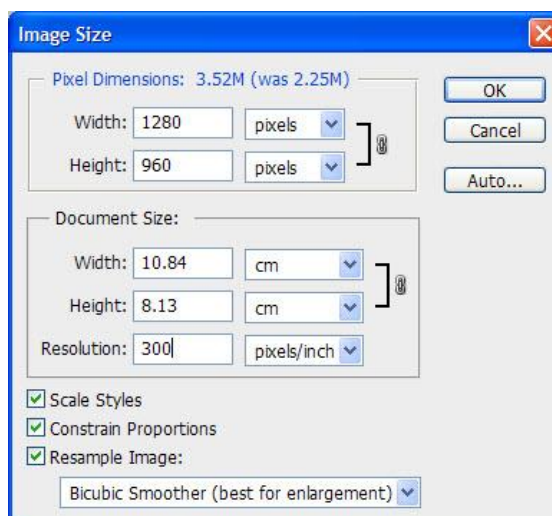 Image Size
Pixel Dimensions: 3.52M (was 2.25M)
OK
Width: 1280 pixels
Cancel
Height: 960 pixels
Auto...
Document Size:
Width: 10.84 cm
Height: 8.13 cm
Resolution: 300 pixels/inch
Scale Styles
Constrain Proportions
Resample Image:
Bicubic Smoother (best for enlargement)